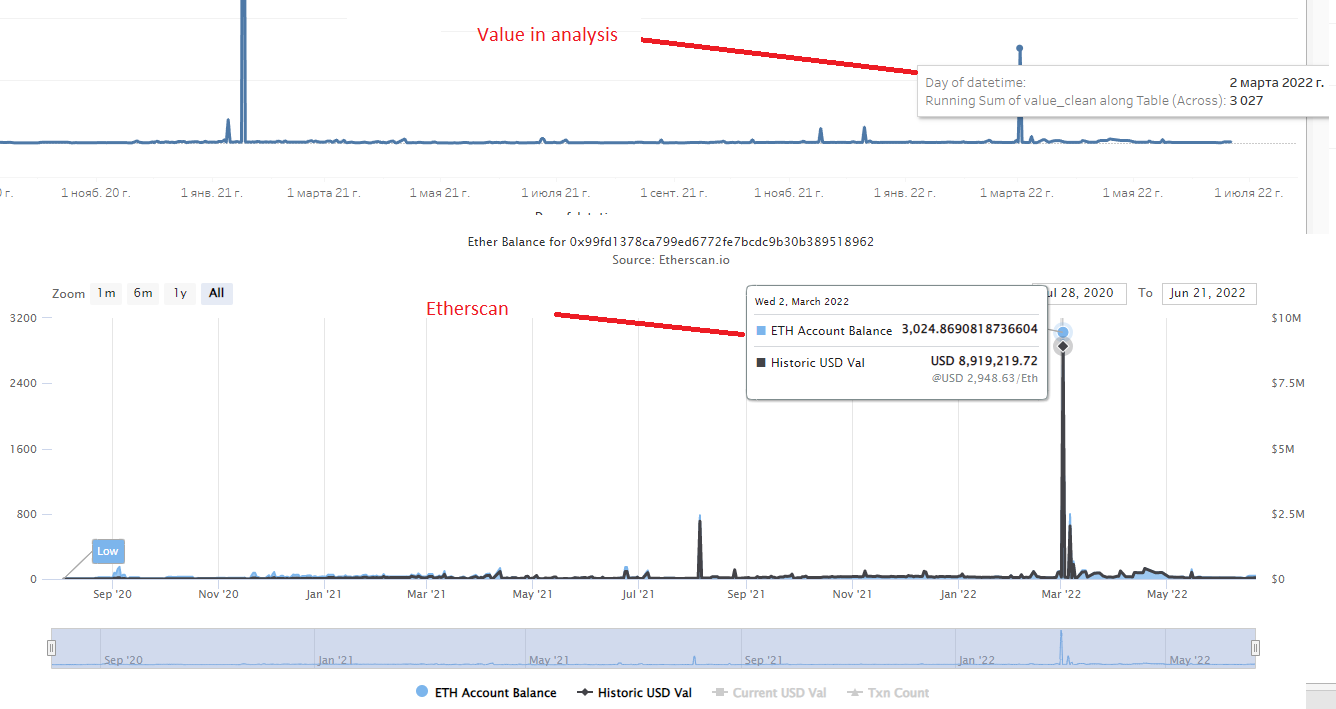 Value in analysis
Day of datetime: 2 марта 2022 г.
Running Sum of value_clean along Table (Across): 3 027
г. 1 нояб. 20 г. 1 янв. 21 г. 1 марта 21 г. 1 мая 21 г. 1 июля 21 г. 1 сент. 21 г. 1 нояб. 21 г. 1 янв. 22 г. 1 марта 22 г. 1 мая 22 г. 1 июля 22 г.
Ether Balance for 0x99fd1378ca799ed6772fe7bcdc9b30b389518962
Source: Etherscan.io
Zoom 1m 6m 1y All
Jul 28, 2020 To Jun 21, 2022
Etherscan
Wed 2, March 2022
ETH Account Balance 3,024.8690818736604
Historic USD Val USD 8,919,219.72
@USD 2,948.63/Eth
3200 $10M
2400 $7.5M
1600 $5M
800 $2.5M
Low
0 $0
Sep '20 Nov '20 Jan '21 Mar '21 May '21 Jul '21 Sep '21 Nov '21 Jan '22 Mar '22 May '22
Sep '20 Jan '21 May '21 Sep '21 Jan '22 May '22
ETH Account Balance Historic USD Val Current USD Val Txn Count